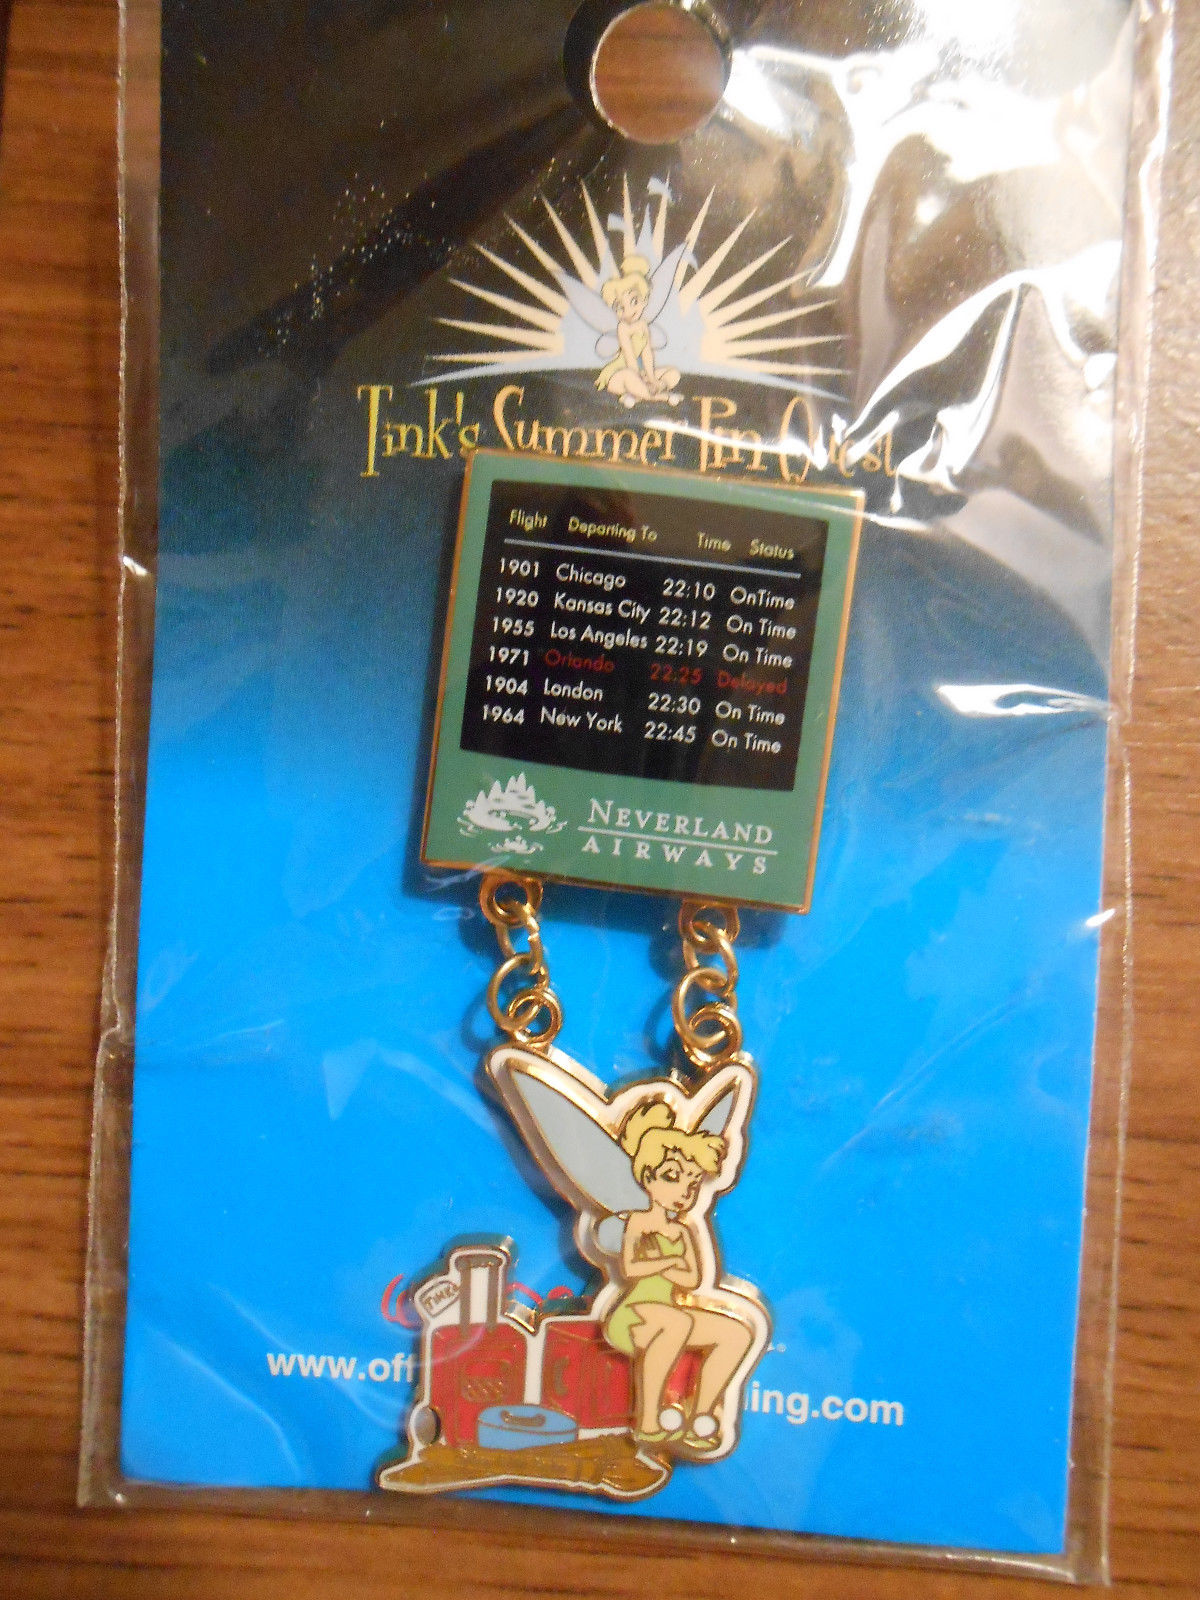 Tink's Summer Pin Quest
Flight Departing To Time Status
1901 Chicago 22:10 OnTime
1920 Kansas City 22:12 On Time
1955 Los Angeles 22:19 On Time
1971 Orlando 22:25 Delayed
1904 London 22:30 On Time
1964 New York 22:45 On Time
NEVERLAND
AIRWAYS
TINK
www.off ing.com